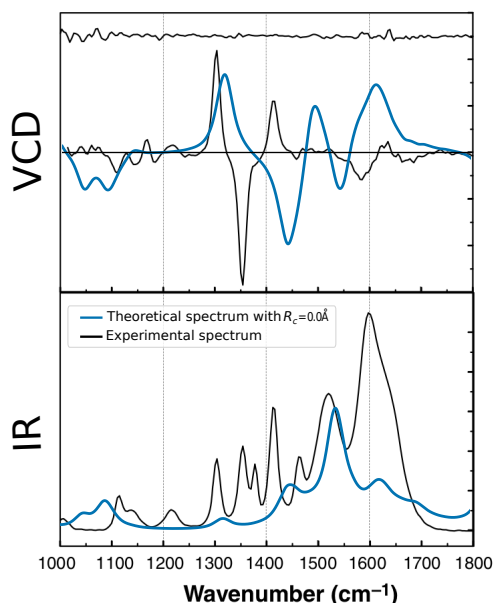 VCD
IR
Theoretical spectrum with R_c=0.0Å
Experimental spectrum
1000 1100 1200 1300 1400 1500 1600 1700 1800
Wavenumber (cm⁻¹)